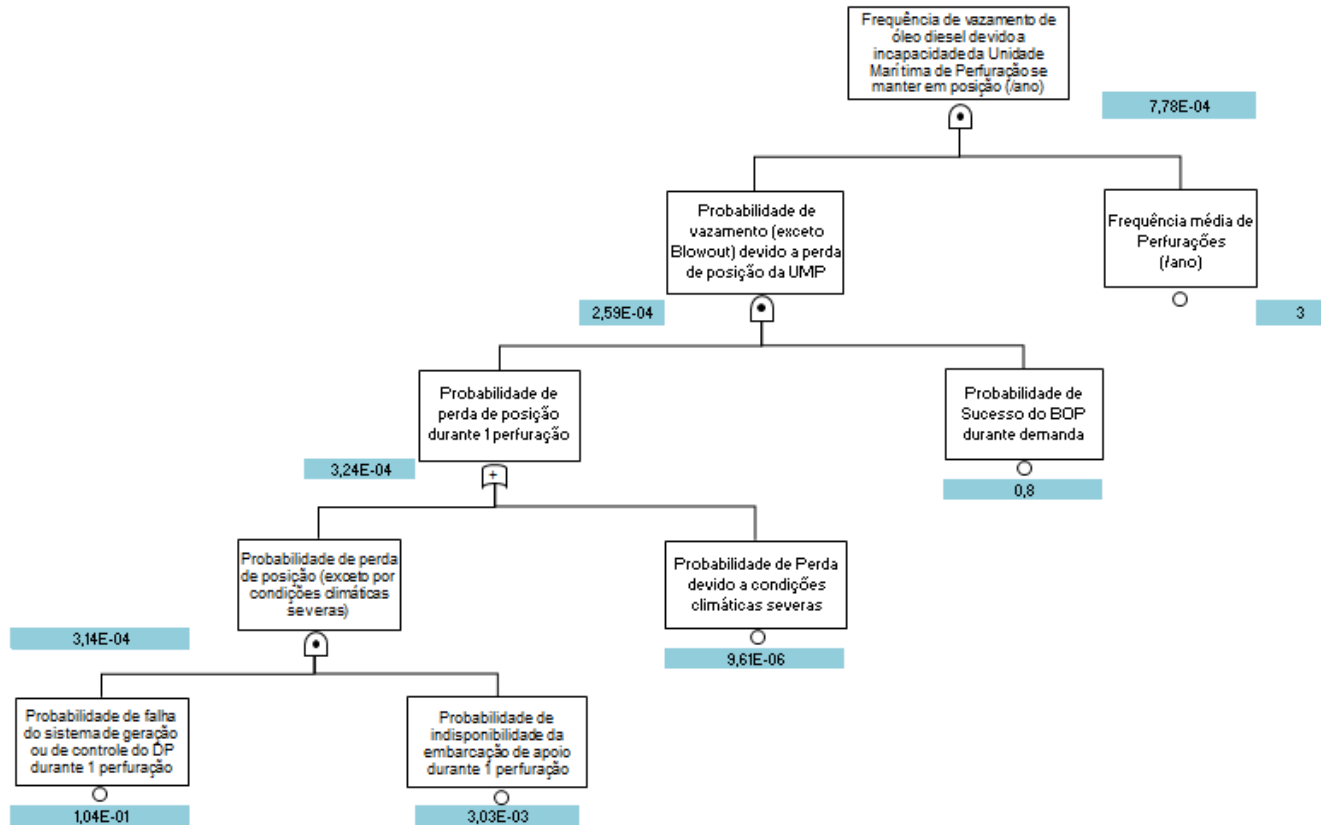 Frequência de vazamento de
óleo diesel devido a
incapacidade da Unidade
Marítima de Perfuração se
manter em posição (/ano)
7,78E-04
Probabilidade de
vazamento (exceto
Blowout) devido a perda
de posição da UMP
Frequência média de
Perfurações
(/ano)
2,59E-04
3
Probabilidade de
perda de posição
durante 1 perfuração
Probabilidade de
Sucesso do BOP
durante demanda
3,24E-04
+
0,8
Probabilidade de perda
de posição (exceto por
condições climáticas
severas)
Probabilidade de Perda
devido a condições
climáticas severas
3,14E-04
9,61E-06
Probabilidade de falha
do sistema de geração
ou de controle do DP
durante 1 perfuração
Probabilidade de
indisponibilidade da
embarcação de apoio
durante 1 perfuração
1,04E-01
3,03E-03